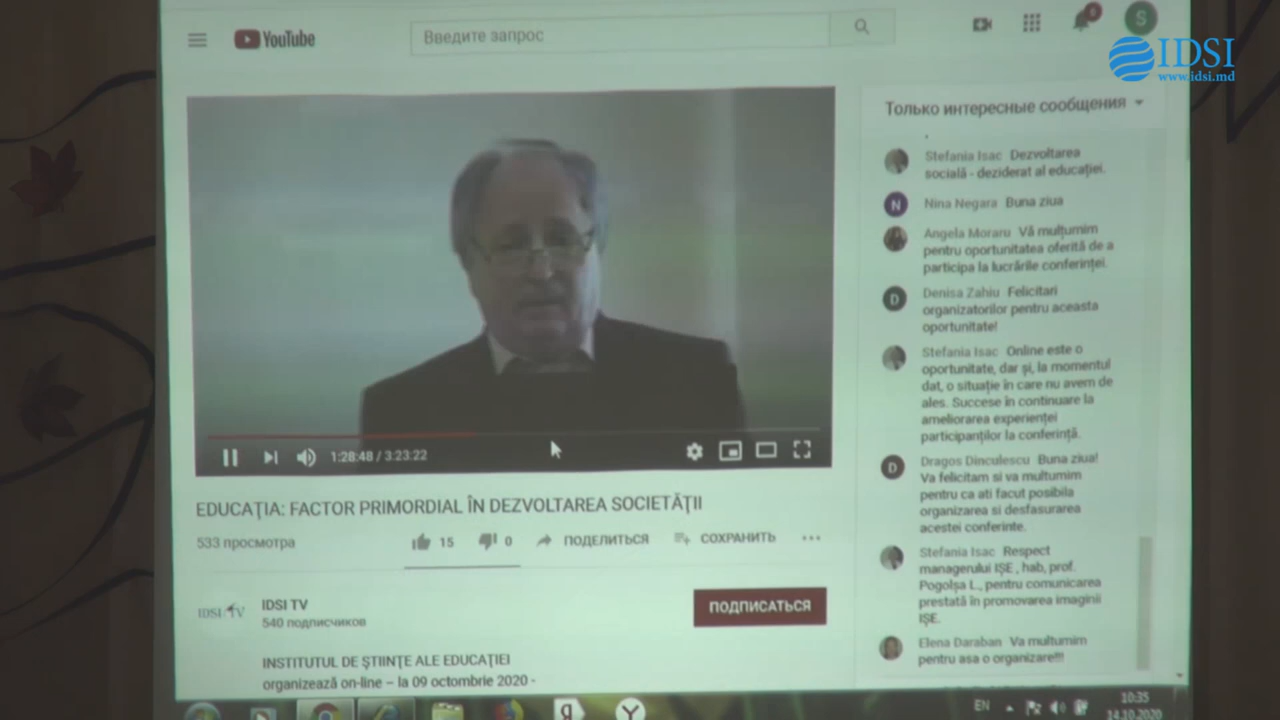 YouTube
Введите запрос
6
S
IDSI
www.idsi.md
Только интересные сообщения
Stefania Isac Dezvoltarea
socială - deziderat al educației.
N
Nina Negara Buna ziua
Angela Moraru Vă mulțumim
pentru oportunitatea oferită de a
participa la lucrările conferinței.
D
Denisa Zahiu Felicitari
organizatorilor pentru aceasta
oportunitate!
Stefania Isac Online este o
oportunitate, dar și, la momentul
dat, o situație în care nu avem de
ales. Succese în continuare la
ameliorarea experienței
participanților la conferință.
D
Dragos Dinculescu Buna ziua!
Va felicitam si va multumim
pentru ca ati facut posibila
organizarea si desfasurarea
acestei conferinte.
Stefania Isac Respect
managerului IȘE , hab, prof.
Pogolșa L., pentru comunicarea
prestată în promovarea imaginii
IȘE.
Elena Daraban Va multumim
pentru asa o organizare!!!
1:28:48 / 3:23:22
EDUCAŢIA: FACTOR PRIMORDIAL ÎN DEZVOLTAREA SOCIETĂŢII
533 просмотра
15
0
ПОДЕЛИТЬСЯ
СОХРАНИТЬ
IDSI TV
IDSI TV
540 подписчиков
ПОДПИСАТЬСЯ
INSTITUTUL DE ŞTIINŢE ALE EDUCAŢIEI
organizează on-line – la 09 octombrie 2020 -
Я
Y
EN
10:35
14.10.2020